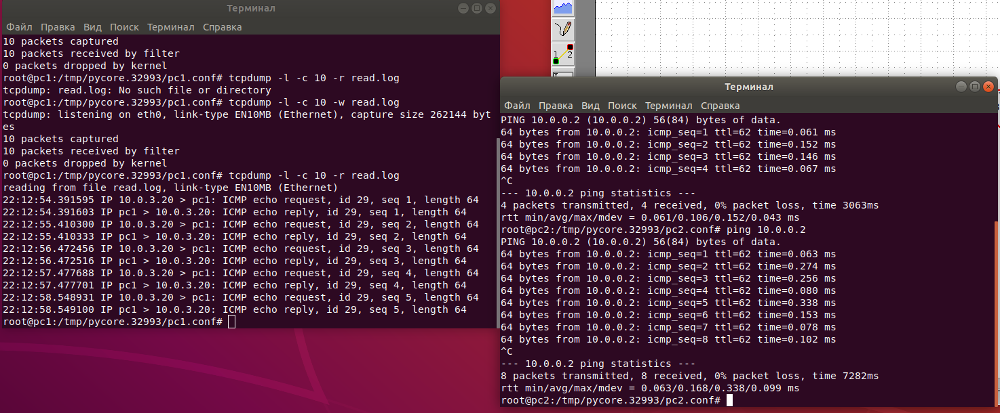 Терминал
Файл Правка Вид Поиск Терминал Справка
10 packets captured
10 packets received by filter
0 packets dropped by kernel
root@pc1:/tmp/pycore.32993/pc1.conf# tcpdump -l -c 10 -r read.log
tcpdump: read.log: No such file or directory
root@pc1:/tmp/pycore.32993/pc1.conf# tcpdump -l -c 10 -w read.log
tcpdump: listening on eth0, link-type EN10MB (Ethernet), capture size 262144 byt
es
10 packets captured
10 packets received by filter
0 packets dropped by kernel
root@pc1:/tmp/pycore.32993/pc1.conf# tcpdump -l -c 10 -r read.log
reading from file read.log, link-type EN10MB (Ethernet)
22:12:54.391595 IP 10.0.3.20 > pc1: ICMP echo request, id 29, seq 1, length 64
22:12:54.391603 IP pc1 > 10.0.3.20: ICMP echo reply, id 29, seq 1, length 64
22:12:55.410300 IP 10.0.3.20 > pc1: ICMP echo request, id 29, seq 2, length 64
22:12:55.410333 IP pc1 > 10.0.3.20: ICMP echo reply, id 29, seq 2, length 64
22:12:56.472456 IP 10.0.3.20 > pc1: ICMP echo request, id 29, seq 3, length 64
22:12:56.472516 IP pc1 > 10.0.3.20: ICMP echo reply, id 29, seq 3, length 64
22:12:57.477688 IP 10.0.3.20 > pc1: ICMP echo request, id 29, seq 4, length 64
22:12:57.477701 IP pc1 > 10.0.3.20: ICMP echo reply, id 29, seq 4, length 64
22:12:58.548931 IP 10.0.3.20 > pc1: ICMP echo request, id 29, seq 5, length 64
22:12:58.549100 IP pc1 > 10.0.3.20: ICMP echo reply, id 29, seq 5, length 64
root@pc1:/tmp/pycore.32993/pc1.conf#
1 2
Терминал
Файл Правка Вид Поиск Терминал Справка
PING 10.0.0.2 (10.0.0.2) 56(84) bytes of data.
64 bytes from 10.0.0.2: icmp_seq=1 ttl=62 time=0.061 ms
64 bytes from 10.0.0.2: icmp_seq=2 ttl=62 time=0.152 ms
64 bytes from 10.0.0.2: icmp_seq=3 ttl=62 time=0.146 ms
64 bytes from 10.0.0.2: icmp_seq=4 ttl=62 time=0.067 ms
^C
--- 10.0.0.2 ping statistics ---
4 packets transmitted, 4 received, 0% packet loss, time 3063ms
rtt min/avg/max/mdev = 0.061/0.106/0.152/0.043 ms
root@pc2:/tmp/pycore.32993/pc2.conf# ping 10.0.0.2
PING 10.0.0.2 (10.0.0.2) 56(84) bytes of data.
64 bytes from 10.0.0.2: icmp_seq=1 ttl=62 time=0.063 ms
64 bytes from 10.0.0.2: icmp_seq=2 ttl=62 time=0.274 ms
64 bytes from 10.0.0.2: icmp_seq=3 ttl=62 time=0.256 ms
64 bytes from 10.0.0.2: icmp_seq=4 ttl=62 time=0.080 ms
64 bytes from 10.0.0.2: icmp_seq=5 ttl=62 time=0.338 ms
64 bytes from 10.0.0.2: icmp_seq=6 ttl=62 time=0.153 ms
64 bytes from 10.0.0.2: icmp_seq=7 ttl=62 time=0.078 ms
64 bytes from 10.0.0.2: icmp_seq=8 ttl=62 time=0.102 ms
^C
--- 10.0.0.2 ping statistics ---
8 packets transmitted, 8 received, 0% packet loss, time 7282ms
rtt min/avg/max/mdev = 0.063/0.168/0.338/0.099 ms
root@pc2:/tmp/pycore.32993/pc2.conf#